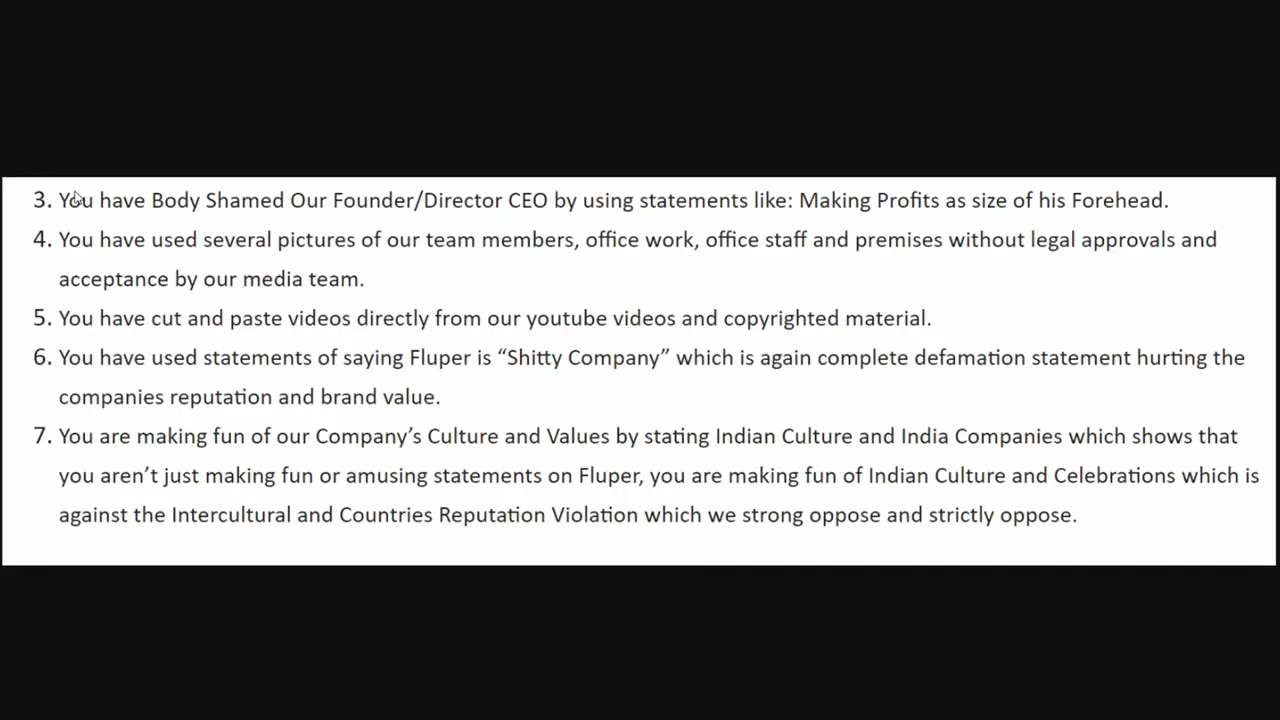 3. You have Body Shamed Our Founder/Director CEO by using statements like: Making Profits as size of his Forehead.
4. You have used several pictures of our team members, office work, office staff and premises without legal approvals and
acceptance by our media team.
5. You have cut and paste videos directly from our youtube videos and copyrighted material.
6. You have used statements of saying Fluper is “Shitty Company” which is again complete defamation statement hurting the
companies reputation and brand value.
7. You are making fun of our Company’s Culture and Values by stating Indian Culture and India Companies which shows that
you aren’t just making fun or amusing statements on Fluper, you are making fun of Indian Culture and Celebrations which is
against the Intercultural and Countries Reputation Violation which we strong oppose and strictly oppose.